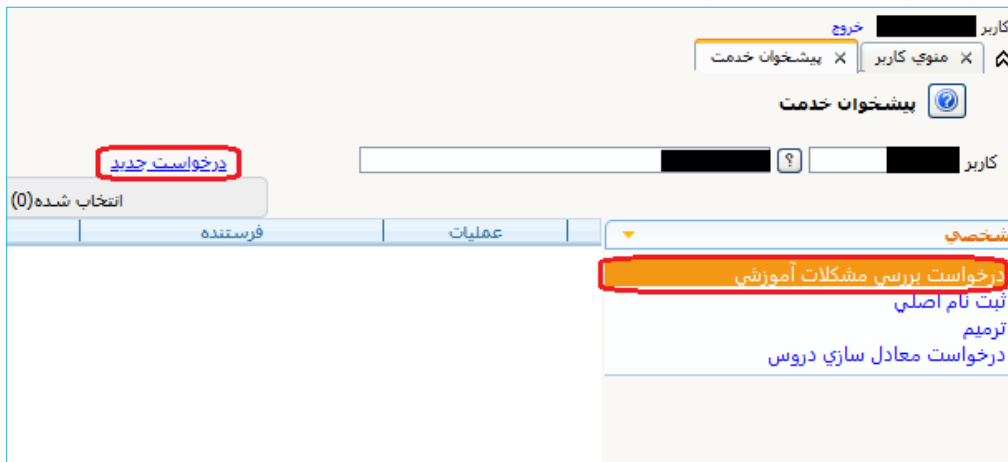 کاربر خروج
منوي کاربر پیشخوان خدمت
پیشخوان خدمت
کاربر ؟ درخواست جدید
انتخاب شده(0)
شخصي عملیات فرستنده
درخواست بررسي مشکلات آموزشي
ثبت نام اصلي
ترمیم
درخواست معادل سازي دروس